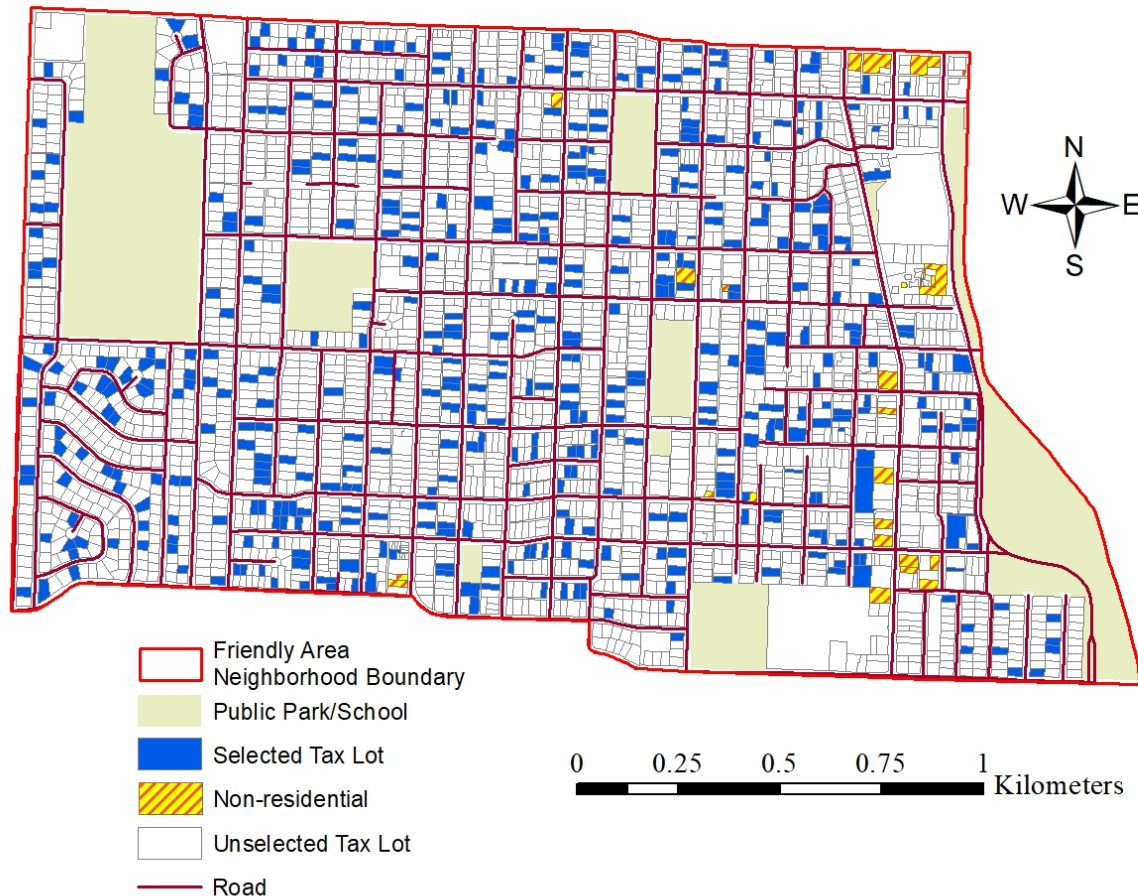 N
W E
S
Friendly Area
Neighborhood Boundary
Public Park/School
Selected Tax Lot
Non-residential
Unselected Tax Lot
Road
0 0.25 0.5 0.75 1
Kilometers